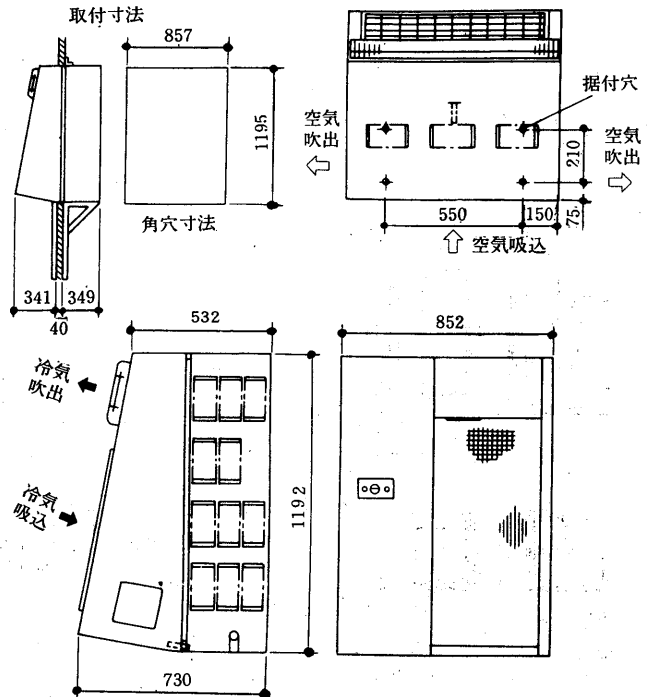 取付寸法
857
1195
角穴寸法
341
349
40
空気
吹出
据付穴
210
空気
吹出
550
150
75
空気吸込
532
冷気
吹出
冷気
吸込
1192
730
852